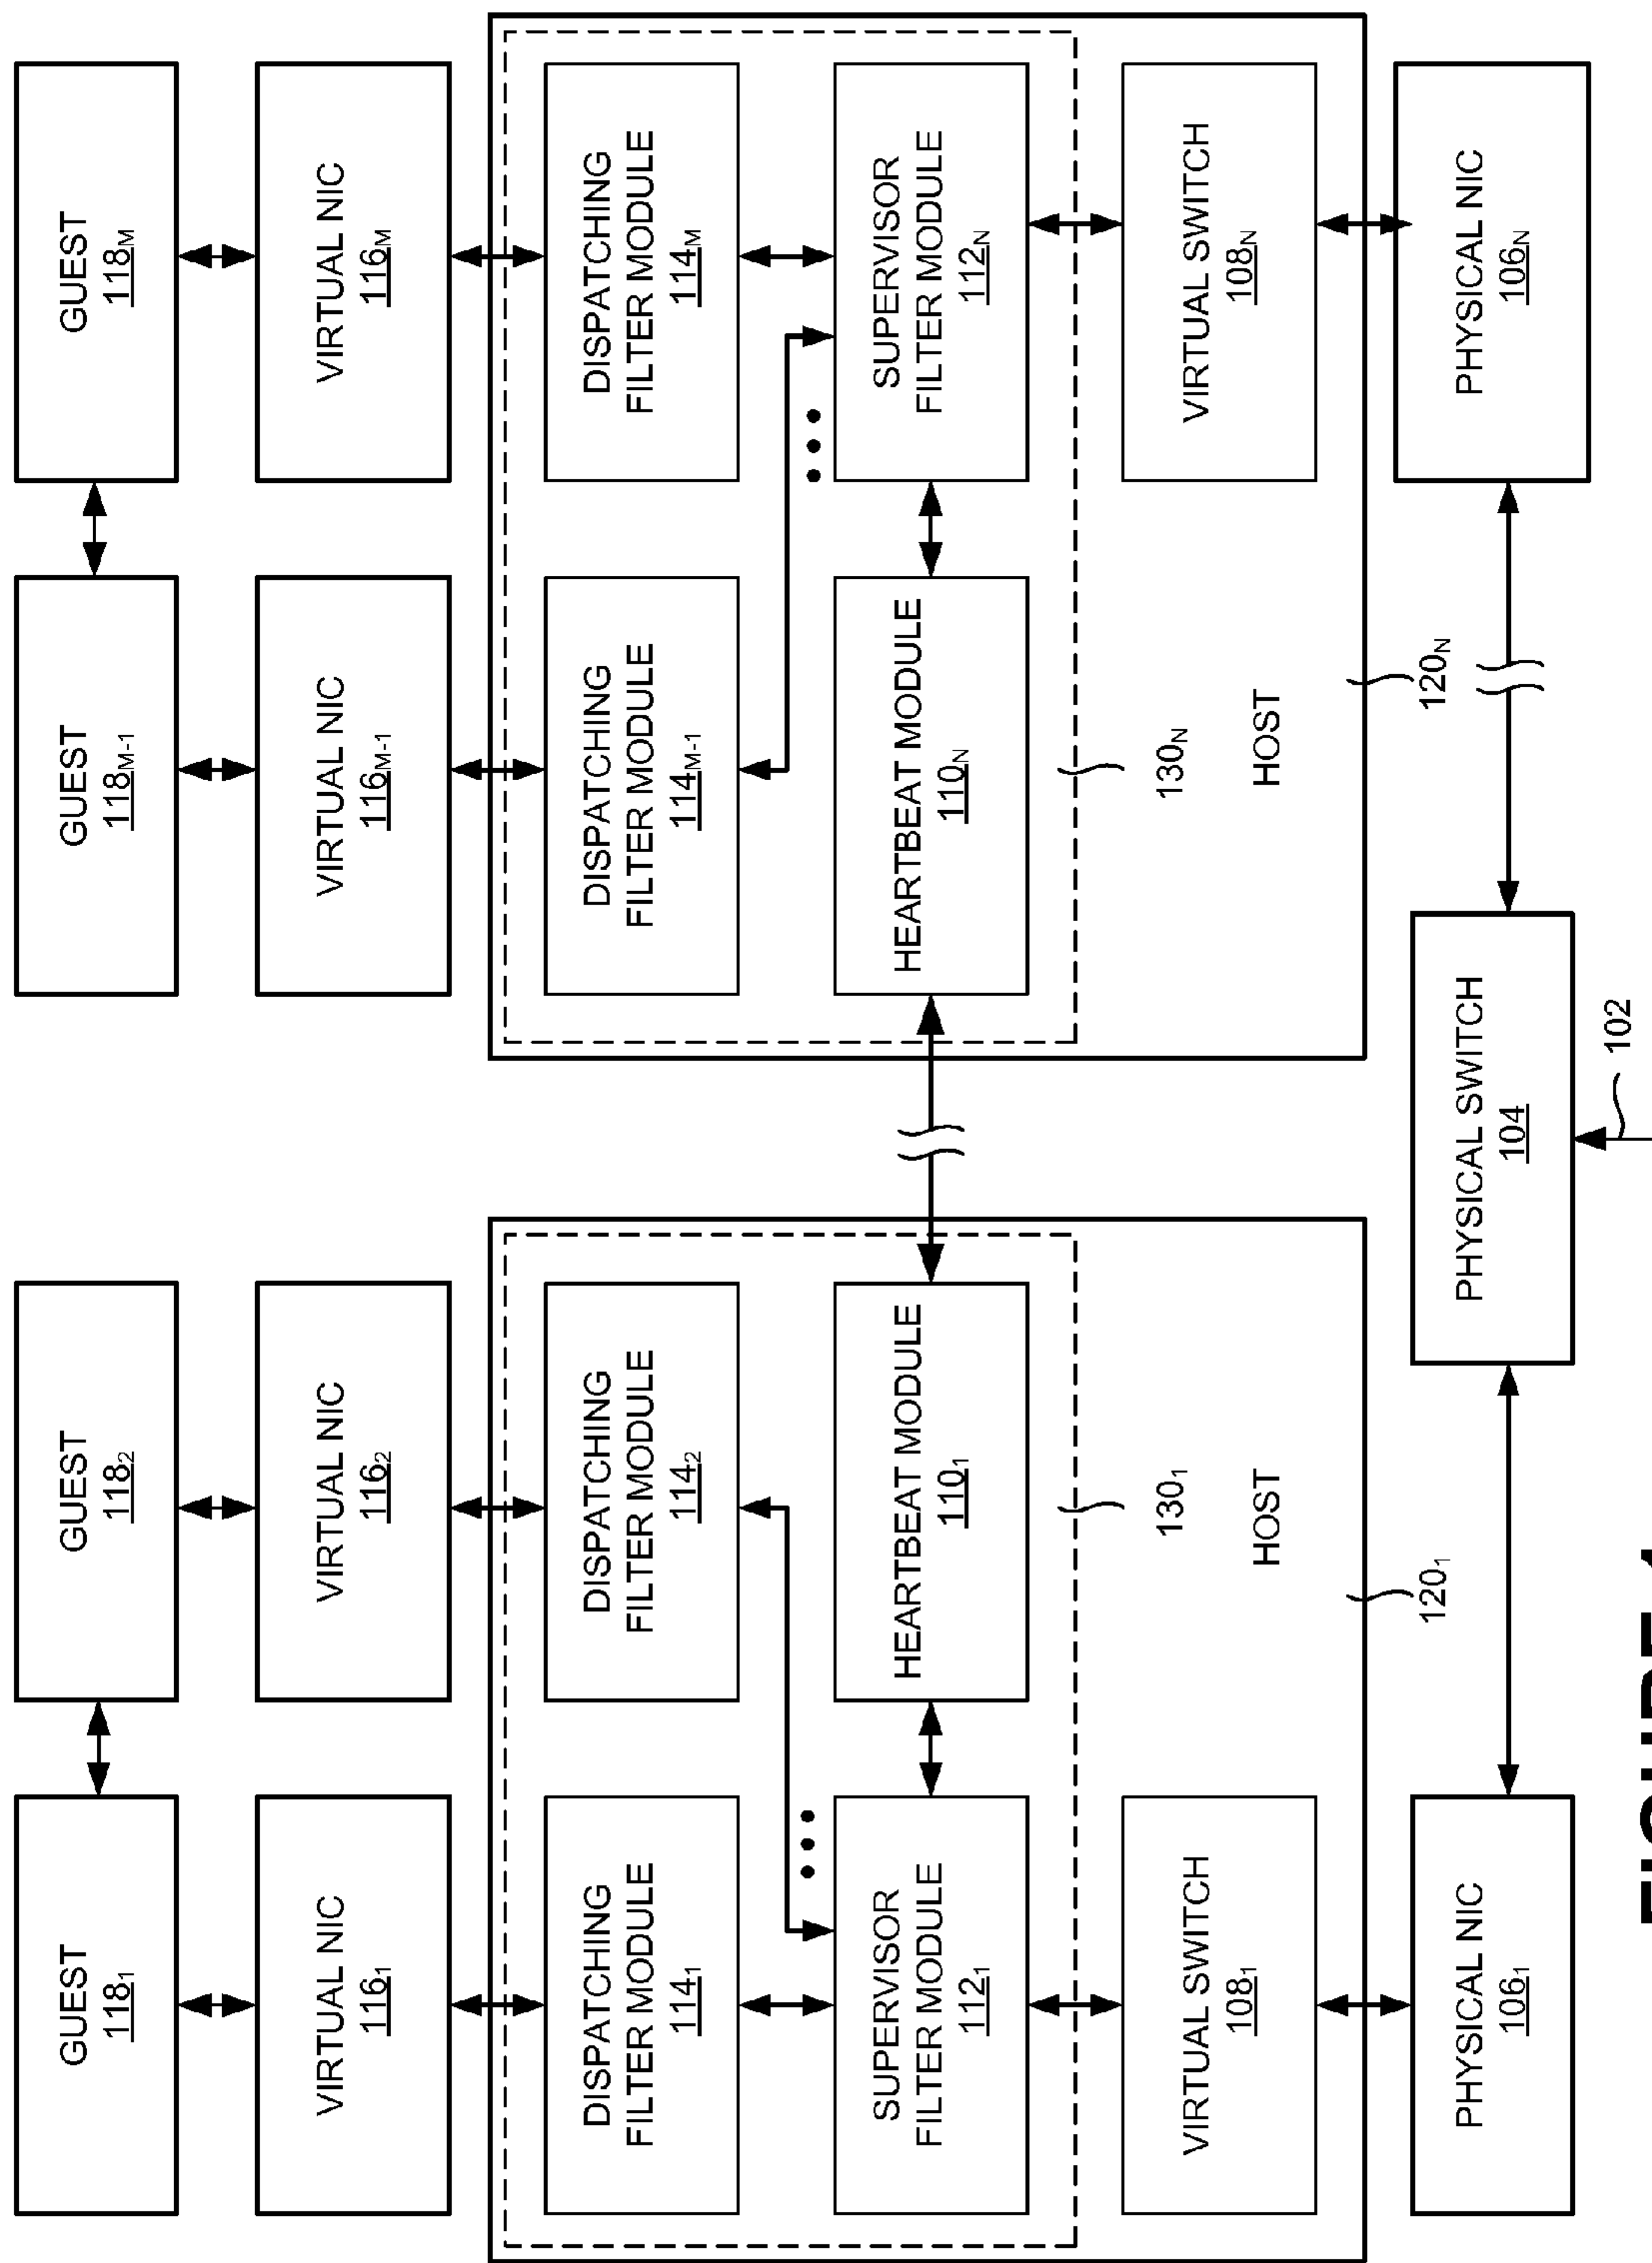 GUEST
118₁
GUEST
118₂
GUEST
118M-1
GUEST
118M
VIRTUAL NIC
116₁
VIRTUAL NIC
116₂
VIRTUAL NIC
116M-1
VIRTUAL NIC
116M
DISPATCHING
FILTER MODULE
114₁
DISPATCHING
FILTER MODULE
114₂
DISPATCHING
FILTER MODULE
114M-1
DISPATCHING
FILTER MODULE
114M
SUPERVISOR
FILTER MODULE
112₁
HEARTBEAT MODULE
110₁
HEARTBEAT MODULE
110N
SUPERVISOR
FILTER MODULE
112N
VIRTUAL SWITCH
108₁
130₁
HOST
130N
HOST
VIRTUAL SWITCH
108N
120₁
120N
PHYSICAL NIC
106₁
PHYSICAL SWITCH
104
PHYSICAL NIC
106N
102
FIGURE 1